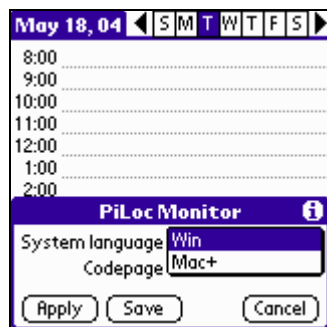 May 18, 04 S M T W T F S
8:00
9:00
10:00
11:00
12:00
1:00
2:00
PiLoc Monitor i
System language Win
Codepage Mac+
Apply Save Cancel